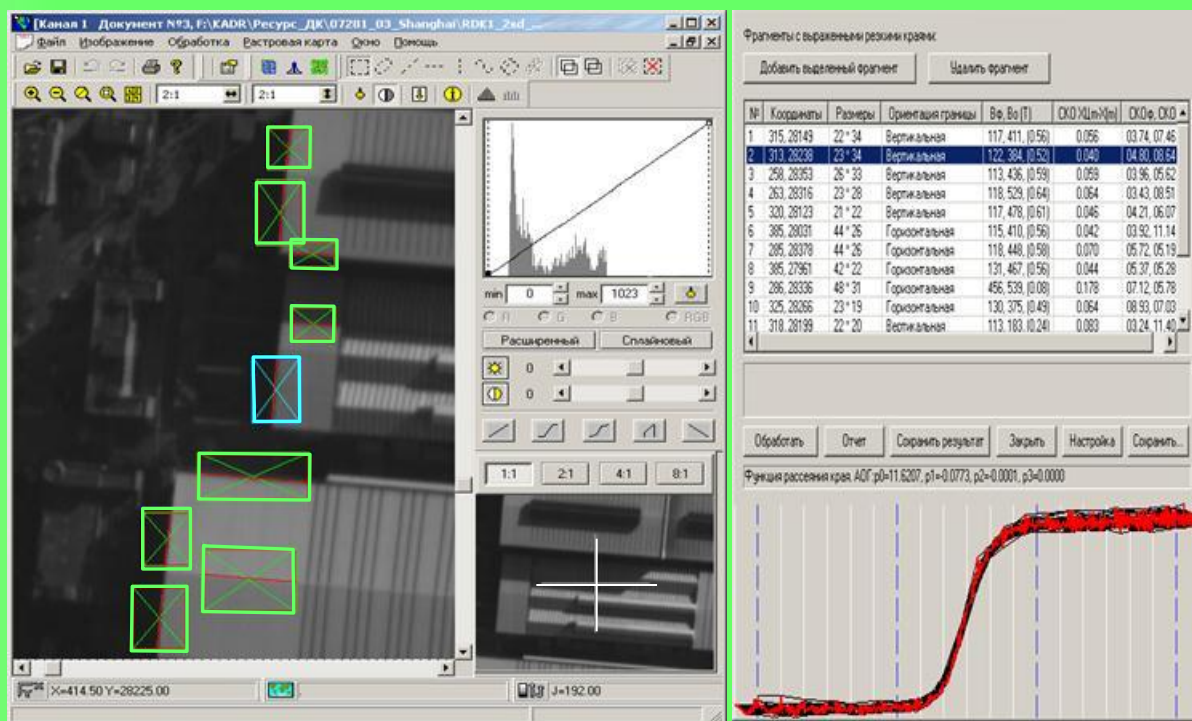 [Канал 1 Документ №3, F:\KADR\Ресурс_ДК\07281_03_Shanghai\RDK1_2xd_...
Файл Изображение Обработка Растровая карта Окно Помощь
2:1 2:1
min 0 max 1023
R G B RGB
Расширенный Сплайновый
0
0
1:1 2:1 4:1 8:1
X=414.50 Y=28225.00
J=192.00
Фрагменты с выраженными резкими краями:
Добавить выделенный фрагмент Удалить фрагмент
№ Координаты Размеры Ориентация границы Вф, Во (Т) СКО X(Lm-X(m) СКОф, СКО
1 315, 28149 22 * 34 Вертикальная 117, 411, (0.56) 0.056 03.74, 07.46
2 313, 28238 23 * 34 Вертикальная 122, 384, (0.52) 0.040 04.80, 08.64
3 258, 28353 26 * 33 Вертикальная 113, 436, (0.59) 0.059 03.96, 05.62
4 263, 28316 23 * 28 Вертикальная 118, 529, (0.64) 0.064 03.43, 08.51
5 320, 28123 21 * 22 Вертикальная 117, 478, (0.61) 0.046 04.21, 06.07
6 385, 28031 44 * 26 Горизонтальная 115, 410, (0.56) 0.042 03.92, 11.14
7 285, 28378 44 * 26 Горизонтальная 118, 448, (0.58) 0.070 05.72, 05.19
8 385, 27961 42 * 22 Горизонтальная 131, 467, (0.56) 0.044 05.37, 05.28
9 286, 28336 48 * 31 Горизонтальная 456, 539, (0.08) 0.178 07.12, 05.78
10 325, 28266 23 * 19 Горизонтальная 130, 375, (0.49) 0.064 08.93, 07.03
11 318, 28199 22 * 20 Вертикальная 113, 183, (0.24) 0.083 03.24, 11.40
Обработать Отчет Сохранить результат Закрыть Настройка Сохранить...
Функция рассеяния края. АОГ:p0=11.6207, p1=-0.0773, p2=-0.0001, p3=0.0000